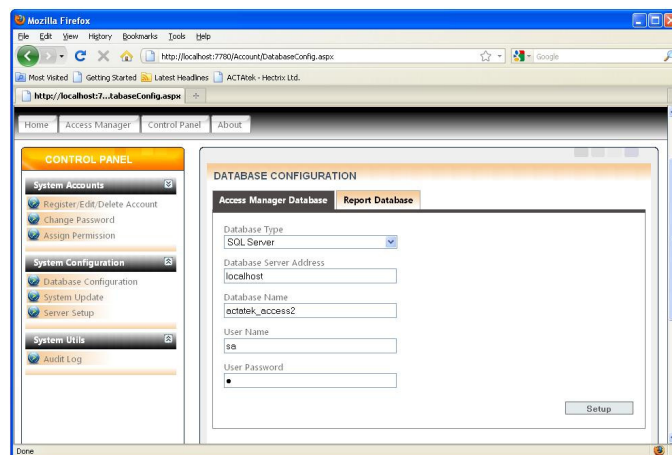 Mozilla Firefox
File Edit View History Bookmarks Tools Help
http://localhost:7780/Account/DatabaseConfig.aspx
Google
Most Visited Getting Started Latest Headlines ACTAtek - Hectrix Ltd.
http://localhost:7...tabaseConfig.aspx
Home Access Manager Control Panel About
CONTROL PANEL
System Accounts
Register/Edit/Delete Account
Change Password
Assign Permission
System Configuration
Database Configuration
System Update
Server Setup
System Utils
Audit Log
DATABASE CONFIGURATION
Access Manager Database Report Database
Database Type
SQL Server
Database Server Address
localhost
Database Name
actatek_access2
User Name
sa
User Password
Setup
Done